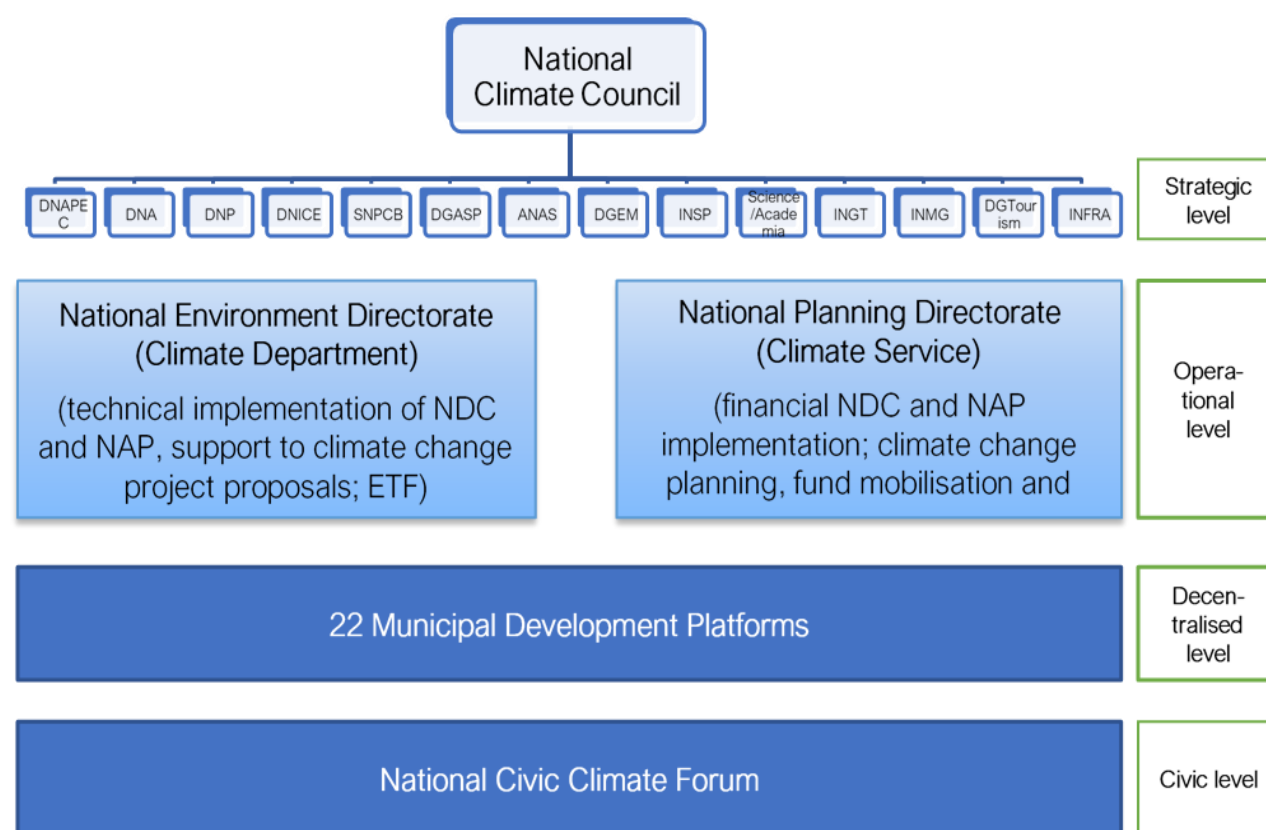 National
Climate Council
DNAPE
C
DNA
DNP
DNICE
SNPCB
DGASP
ANAS
DGEM
INSP
Science
/Acade
mia
INGT
INMG
DGTour
ism
INFRA
Strategic
level
National Environment Directorate
(Climate Department)
(technical implementation of NDC
and NAP, support to climate change
project proposals; ETF)
National Planning Directorate
(Climate Service)
(financial NDC and NAP
implementation; climate change
planning, fund mobilisation and
Opera-
tional
level
22 Municipal Development Platforms
Decen-
tralised
level
National Civic Climate Forum
Civic level